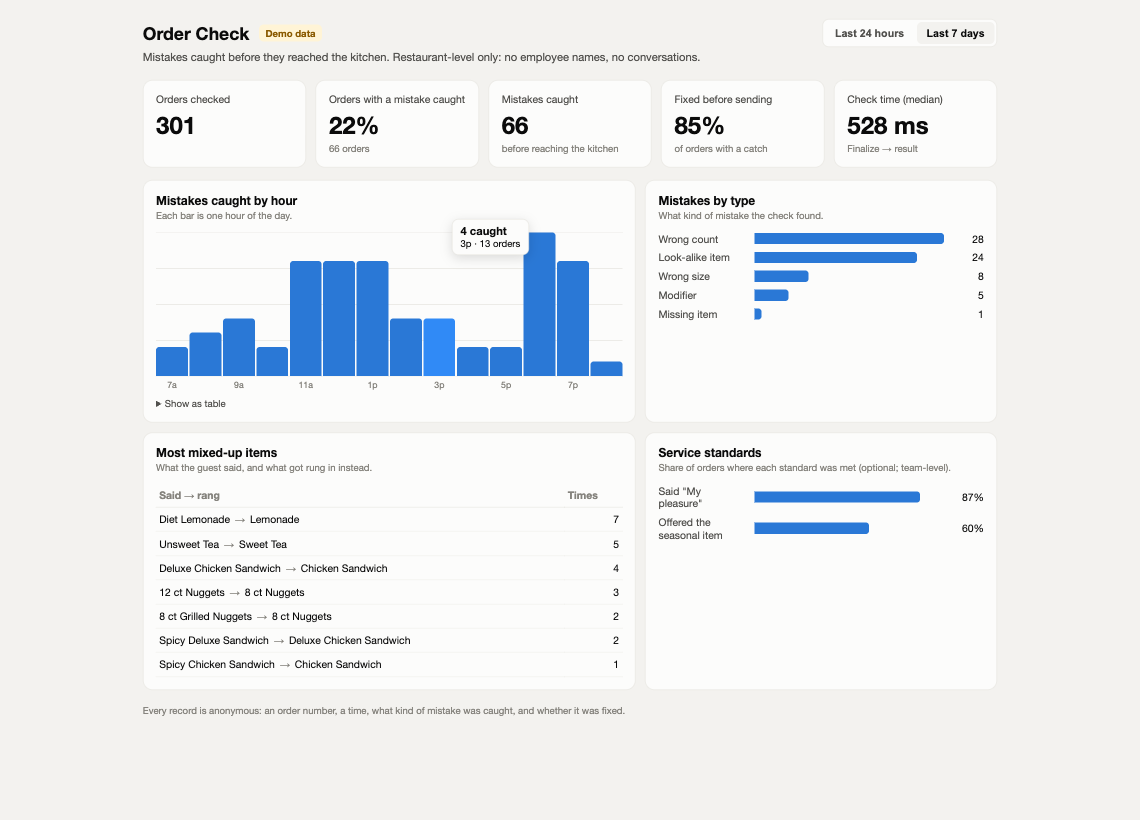 Order Check
Demo data
Last 24 hours
Last 7 days
Mistakes caught before they reached the kitchen. Restaurant-level only: no employee names, no conversations.
Orders checked
301
Orders with a mistake caught
22%
66 orders
Mistakes caught
66
before reaching the kitchen
Fixed before sending
85%
of orders with a catch
Check time (median)
528 ms
Finalize → result
Mistakes caught by hour
Each bar is one hour of the day.
4 caught
3p · 13 orders
7a
9a
11a
1p
3p
5p
7p
▶ Show as table
Mistakes by type
What kind of mistake the check found.
Wrong count 28
Look-alike item 24
Wrong size 8
Modifier 5
Missing item 1
Most mixed-up items
What the guest said, and what got rung in instead.
Said → rang Times
Diet Lemonade → Lemonade 7
Unsweet Tea → Sweet Tea 5
Deluxe Chicken Sandwich → Chicken Sandwich 4
12 ct Nuggets → 8 ct Nuggets 3
8 ct Grilled Nuggets → 8 ct Nuggets 2
Spicy Deluxe Sandwich → Deluxe Chicken Sandwich 2
Spicy Chicken Sandwich → Chicken Sandwich 1
Service standards
Share of orders where each standard was met (optional; team-level).
Said "My
pleasure"
87%
Offered the
seasonal item
60%
Every record is anonymous: an order number, a time, what kind of mistake was caught, and whether it was fixed.